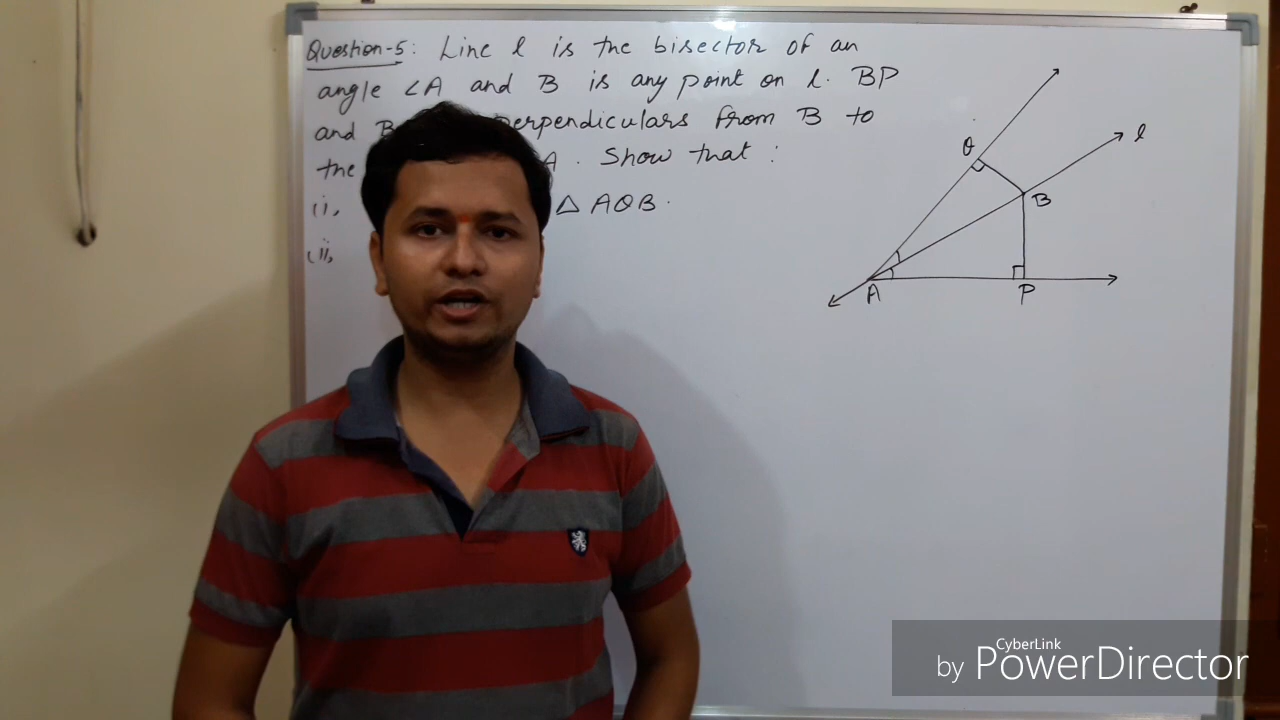 Question-5: Line l is the bisector of an
angle ∠A and B is any point on l. BP
and B perpendiculars from B to
the A. Show that :
(i), △ AQB.
(ii),
Q
l
B
A
P
CyberLink
by PowerDirector